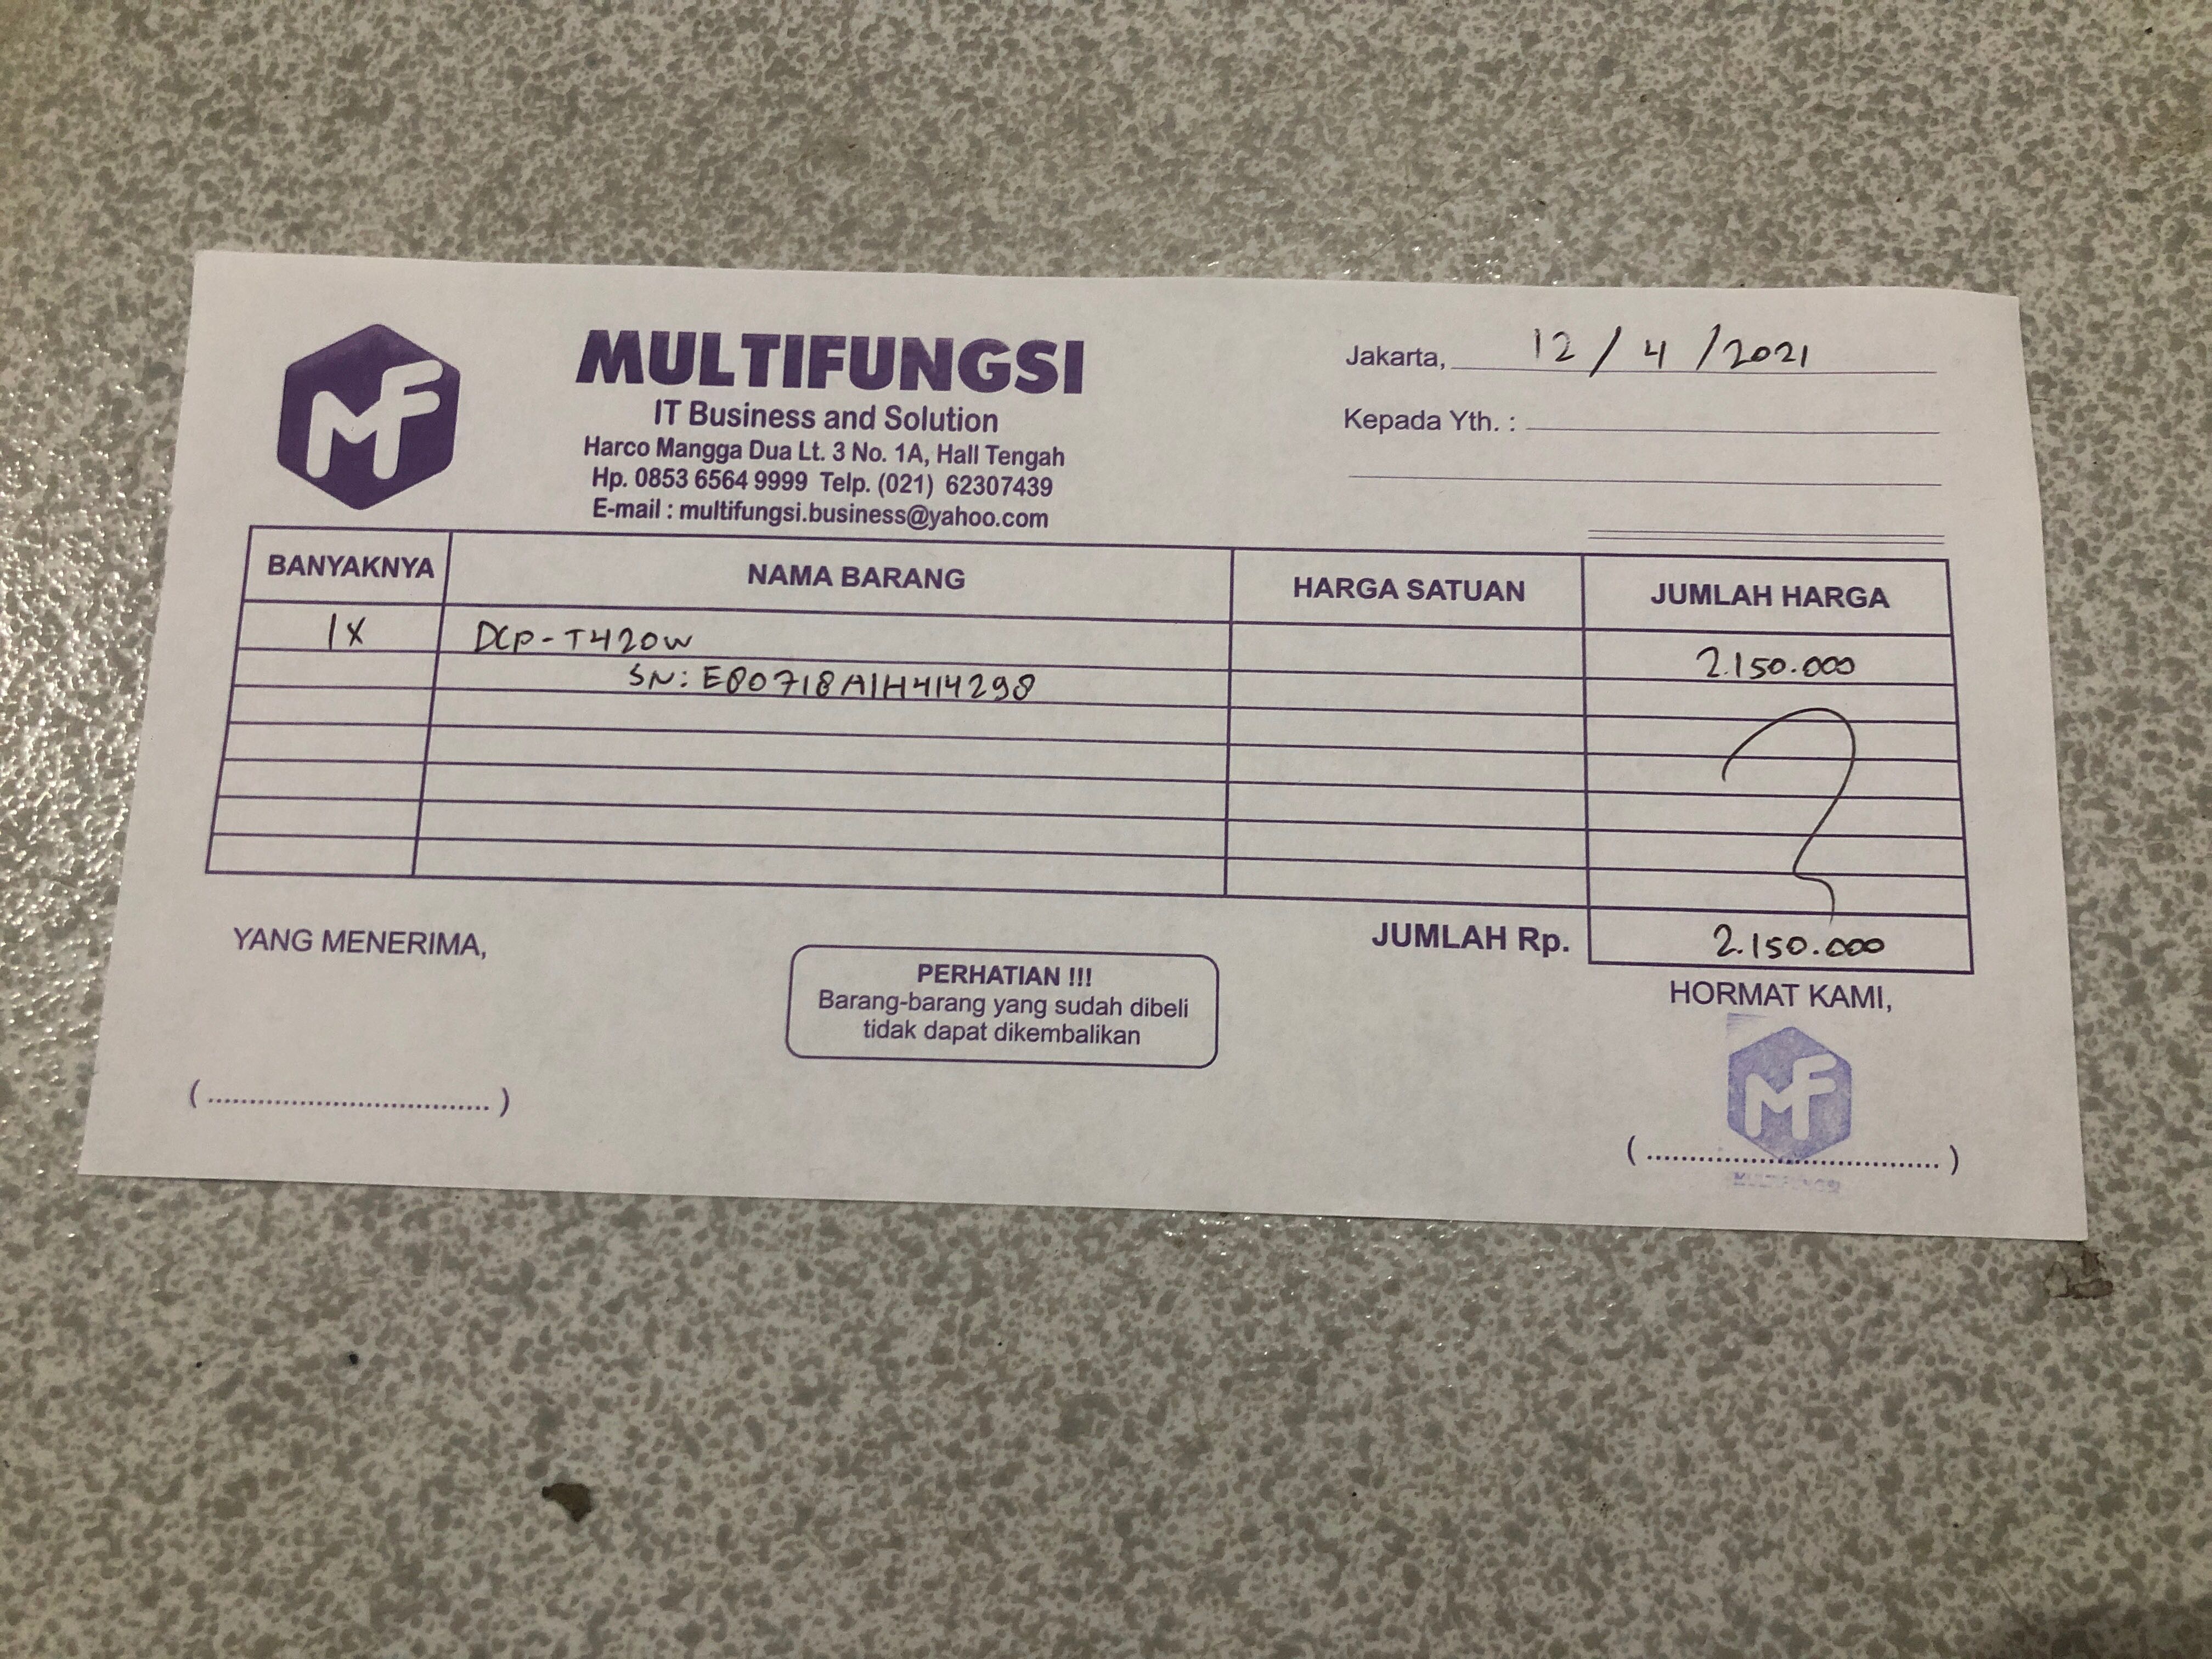 MF
MULTIFUNGSI
IT Business and Solution
Harco Mangga Dua Lt. 3 No. 1A, Hall Tengah
Hp. 0853 6564 9999 Telp. (021) 62307439
E-mail : multifungsi.business@yahoo.com
Jakarta, 12 / 4 / 2021
Kepada Yth. :
BANYAKNYA NAMA BARANG HARGA SATUAN JUMLAH HARGA
1X DCP-T420W 2.150.000
SN: E80718A1H414298
JUMLAH Rp. 2.150.000
YANG MENERIMA,
PERHATIAN !!!
Barang-barang yang sudah dibeli
tidak dapat dikembalikan
HORMAT KAMI,
MF
(..................................)
(..................................)
MULTIFUNGSI